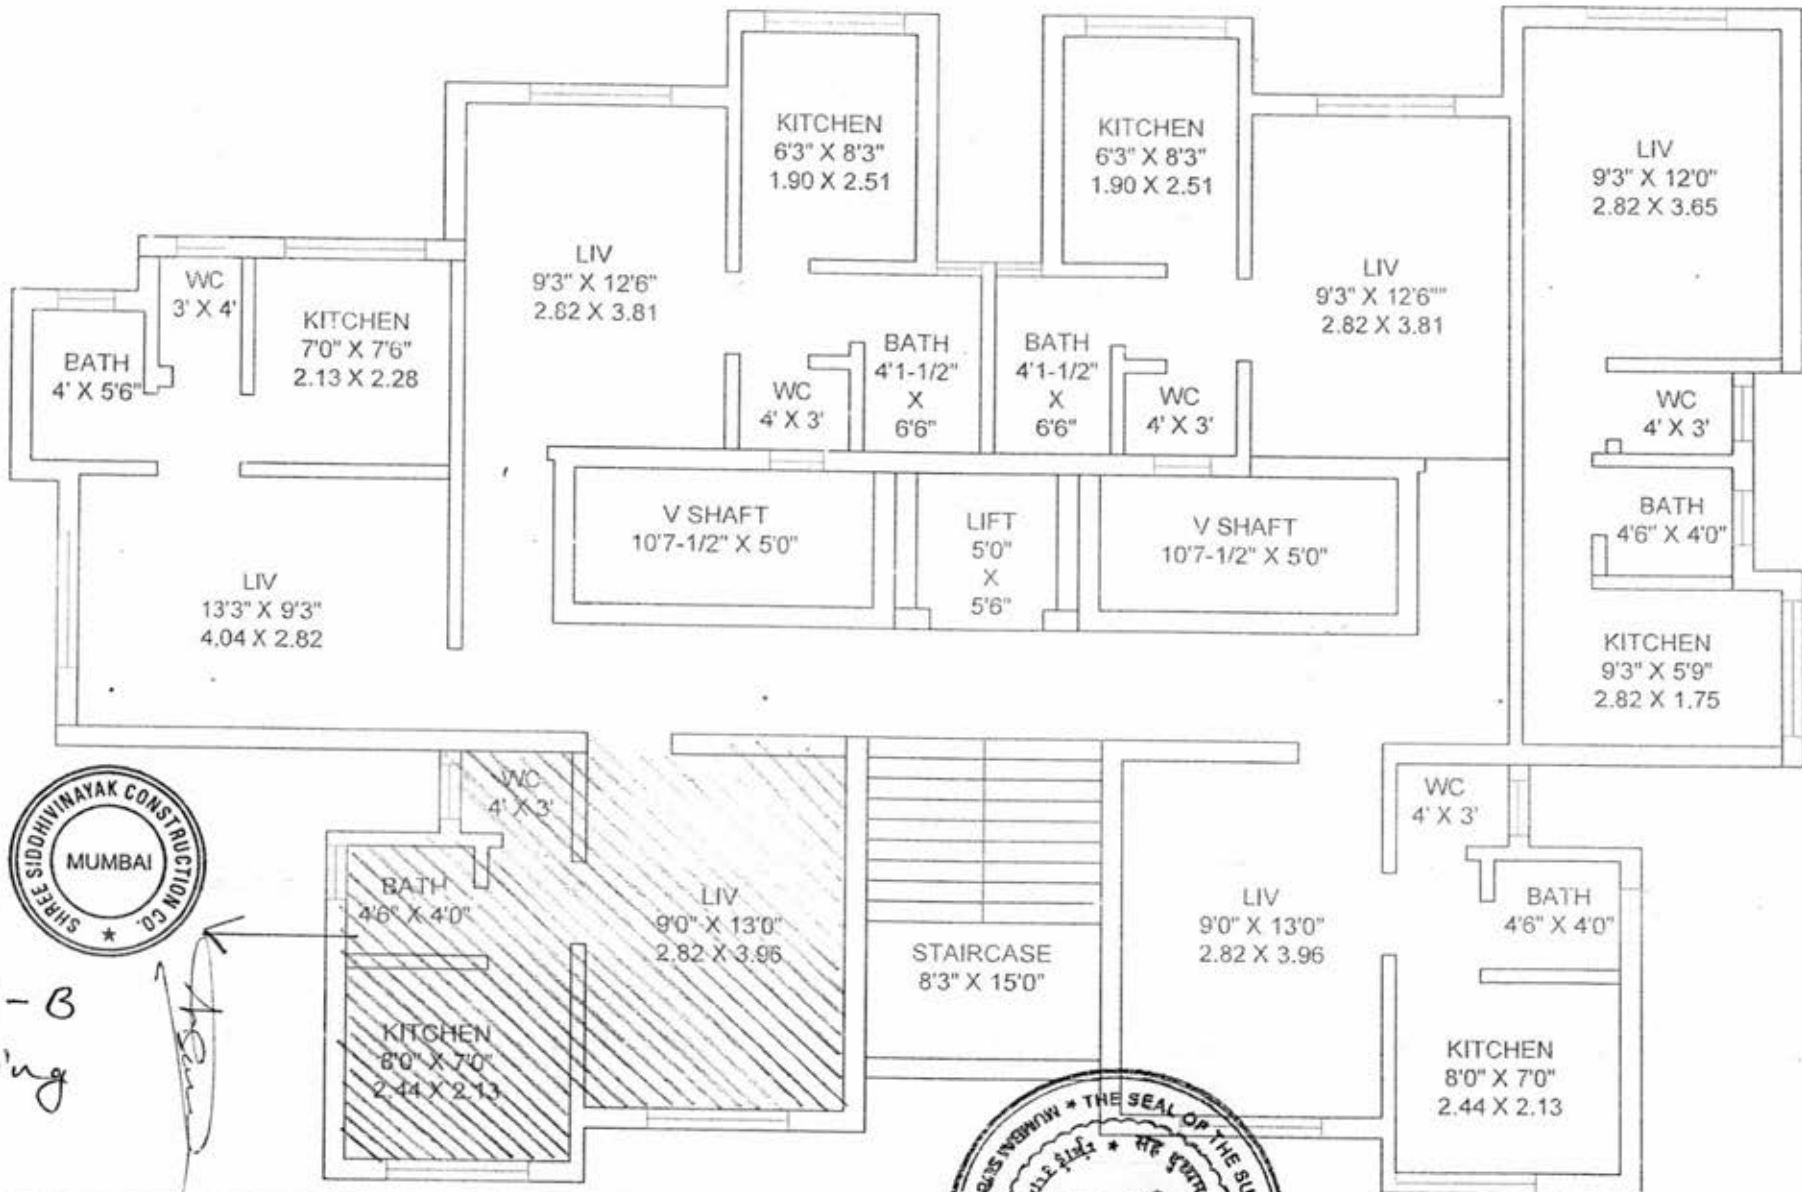 KITCHEN
6'3" X 8'3"
1.90 X 2.51
KITCHEN
6'3" X 8'3"
1.90 X 2.51
LIV
9'3" X 12'0"
2.82 X 3.65
LIV
9'3" X 12'6"
2.82 X 3.81
LIV
9'3" X 12'6""
2.82 X 3.81
WC
3' X 4'
KITCHEN
7'0" X 7'6"
2.13 X 2.28
BATH
4' X 5'6"
BATH
4'1-1/2"
X
6'6"
BATH
4'1-1/2"
X
6'6"
WC
4' X 3'
WC
4' X 3'
WC
4' X 3'
BATH
4'6" X 4'0"
V SHAFT
10'7-1/2" X 5'0"
LIFT
5'0"
X
5'6"
V SHAFT
10'7-1/2" X 5'0"
LIV
13'3" X 9'3"
4.04 X 2.82
KITCHEN
9'3" X 5'9"
2.82 X 1.75
WC
4' X 3'
WC
4' X 3'
SHREE SIDDHIVINAYAK CONSTRUCTION CO.
MUMBAI
BATH
4'6" X 4'0"
LIV
9'0" X 13'0"
2.82 X 3.96
STAIRCASE
8'3" X 15'0"
LIV
9'0" X 13'0"
2.82 X 3.96
BATH
4'6" X 4'0"
- B
ing
KITCHEN
8'0" X 7'0"
2.44 X 2.13
KITCHEN
8'0" X 7'0"
2.44 X 2.13
MUMBAI * THE SEAL OF THE